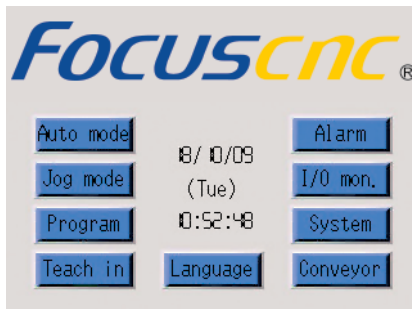 FOCUSCNC®
Auto mode
Jog mode
Program
Teach in
18/10/09
(Tue)
10:52:48
Language
Alarm
I/O mon.
System
Conveyor